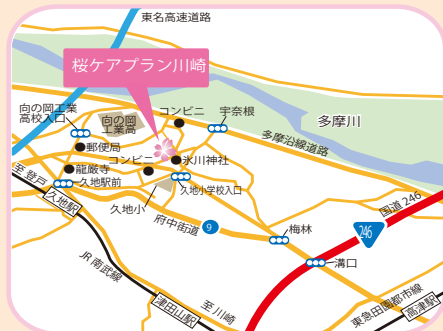 東名高速道路
桜ケアプラン川崎
向の岡工業
高校入口
向の岡
工業高
コンビニ
宇奈根
多摩川
多摩沿線道路
郵便局
龍厳寺
コンビニ
氷川神社
至登戸
久地駅前
久地小学校入口
久地駅
久地小
府中街道
9
国道246
246
梅林
溝口
JR南武線
津田山駅
至川崎
東急田園都市線
高津駅